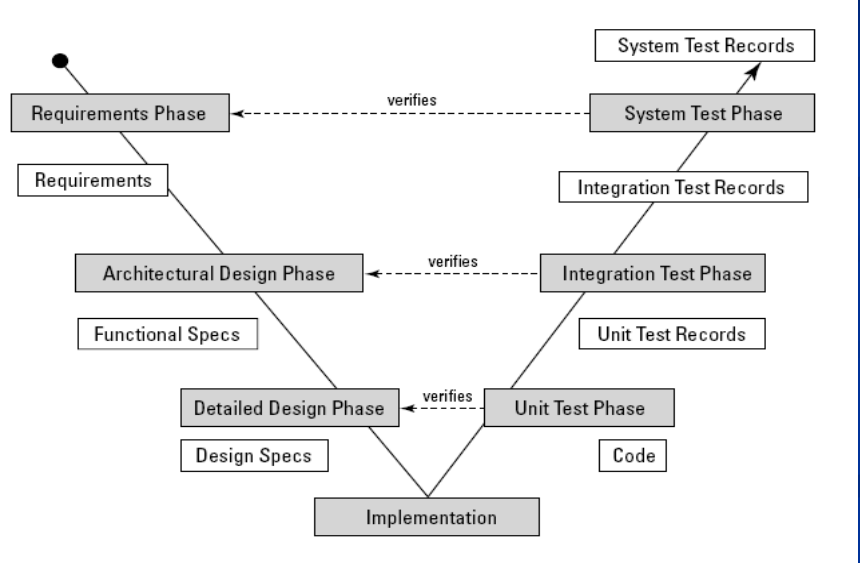 System Test Records
verifies
Requirements Phase
System Test Phase
Requirements
Integration Test Records
verifies
Architectural Design Phase
Integration Test Phase
Functional Specs
Unit Test Records
verifies
Detailed Design Phase
Unit Test Phase
Design Specs
Code
Implementation